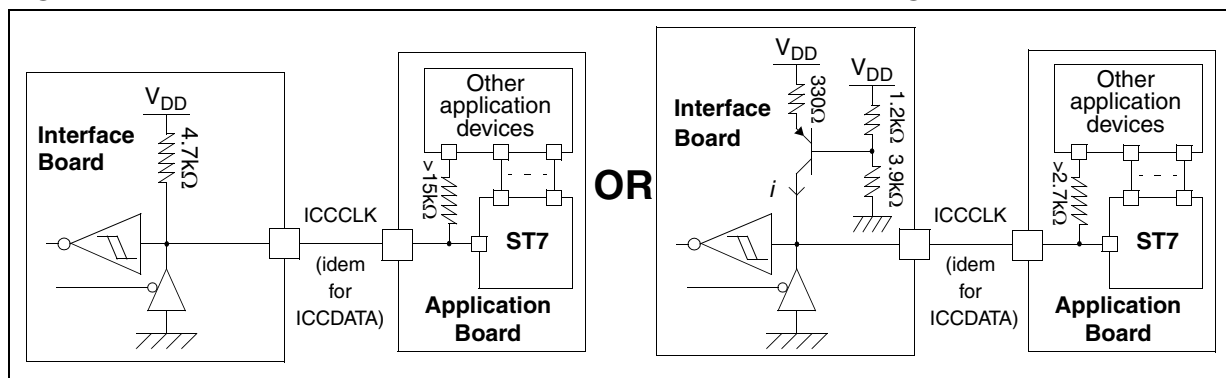 VDD
4.7kΩ
Interface
Board
ICCCLK
(idem
for
ICCDATA)
Other
application
devices
>15kΩ
ST7
Application
Board
OR
VDD
330Ω
VDD
1.2kΩ
3.9kΩ
Interface
Board
i
ICCCLK
(idem
for
ICCDATA)
Other
application
devices
>2.7kΩ
ST7
Application
Board